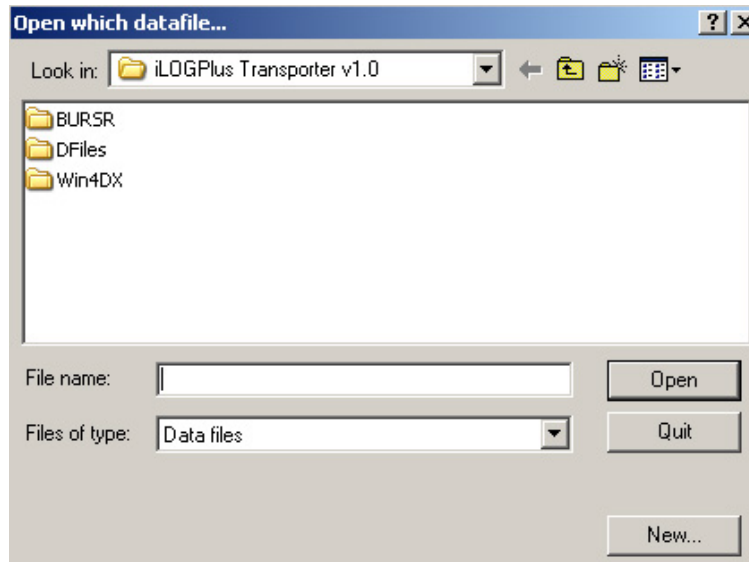 Open which datafile...
Look in: iLOGPlus Transporter v1.0
BURSR
DFiles
Win4DX
File name: Open
Files of type: Data files Quit
New...